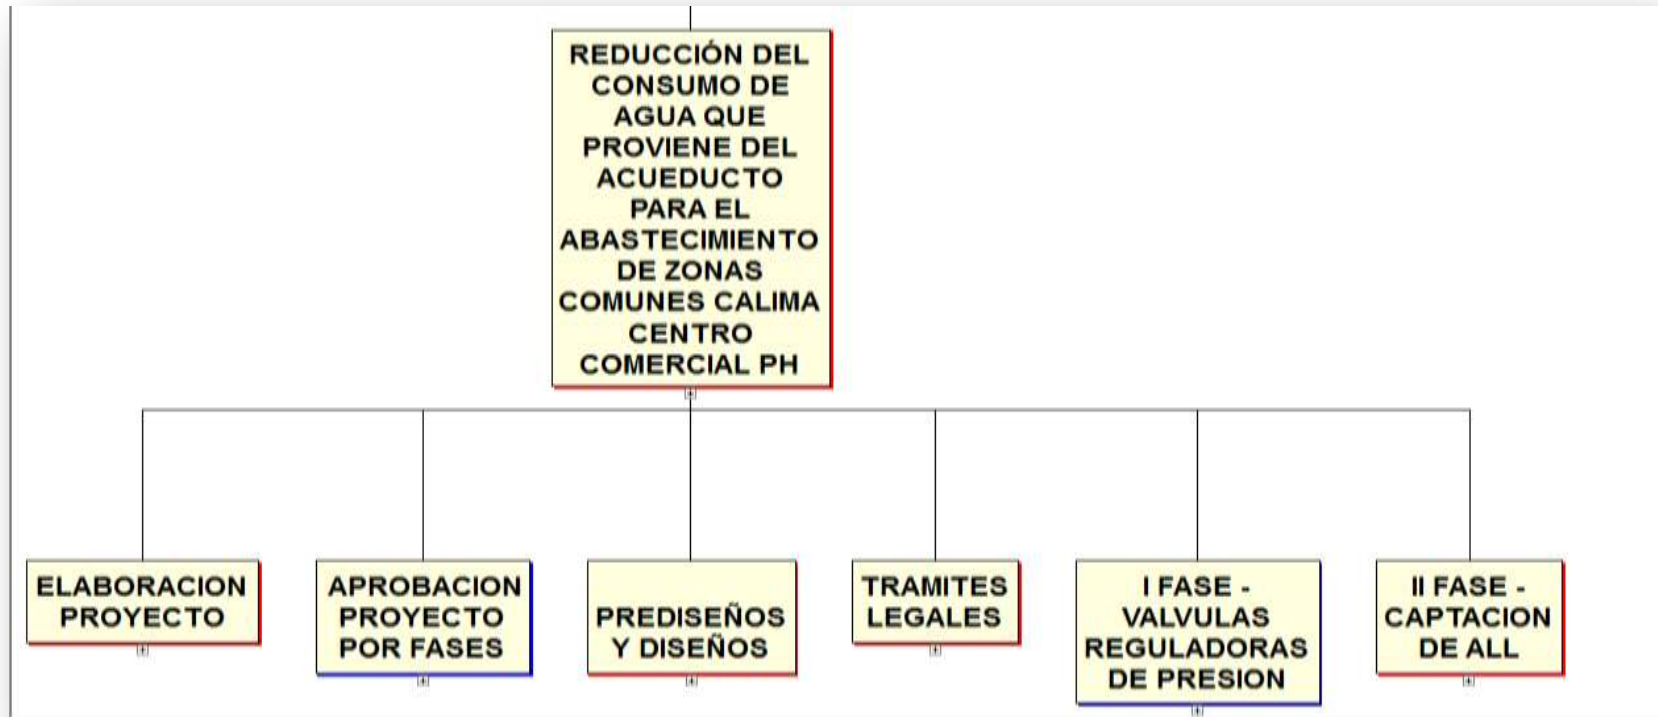 REDUCCIÓN DEL
CONSUMO DE
AGUA QUE
PROVIENE DEL
ACUEDUCTO
PARA EL
ABASTECIMIENTO
DE ZONAS
COMUNES CALIMA
CENTRO
COMERCIAL PH
ELABORACION
PROYECTO
APROBACION
PROYECTO
POR FASES
PREDISEÑOS
Y DISEÑOS
TRAMITES
LEGALES
I FASE -
VALVULAS
REGULADORAS
DE PRESION
II FASE -
CAPTACION
DE ALL